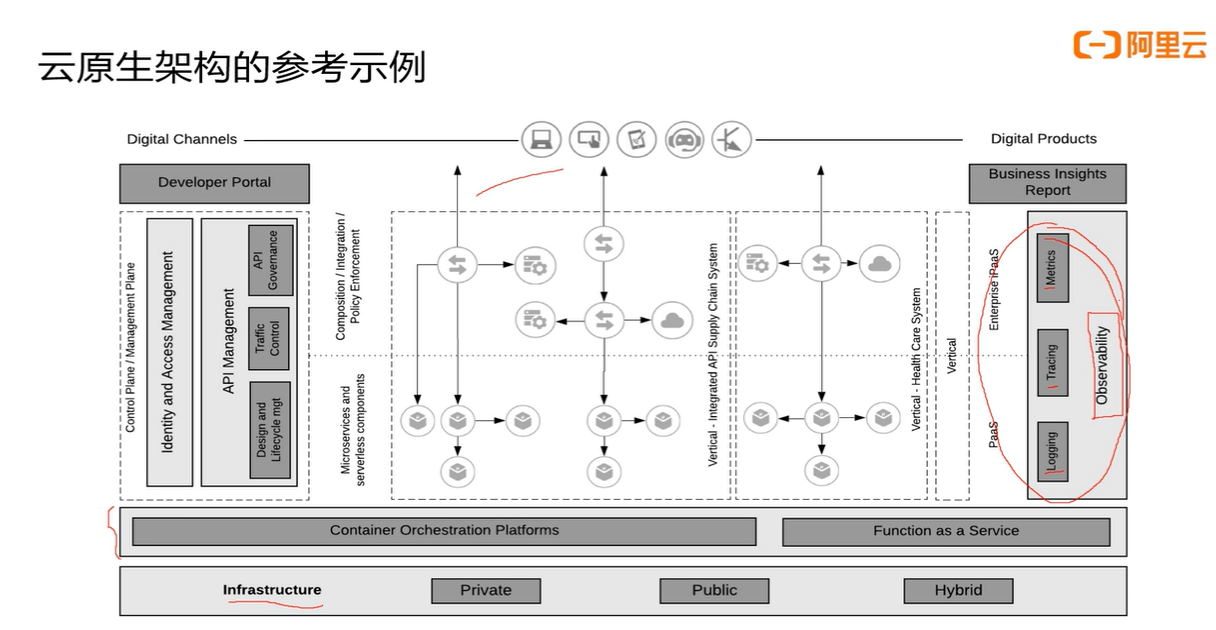 云原生架构的参考示例
阿里云
Digital Channels
Digital Products
Developer Portal
Business Insights
Report
Control Plane / Management Plane
Identity and Access Management
API Management
API
Governance
Traffic
Control
Design and
Lifecycle mgt
Composition / Integration /
Policy Enforcement
Microservices and
serverless components
Vertical - Integrated API Supply Chain System
Vertical - Health Care System
Vertical
Enterprise iPaaS
PaaS
Metrics
Tracing
Logging
Observability
Container Orchestration Platforms
Function as a Service
Infrastructure
Private
Public
Hybrid